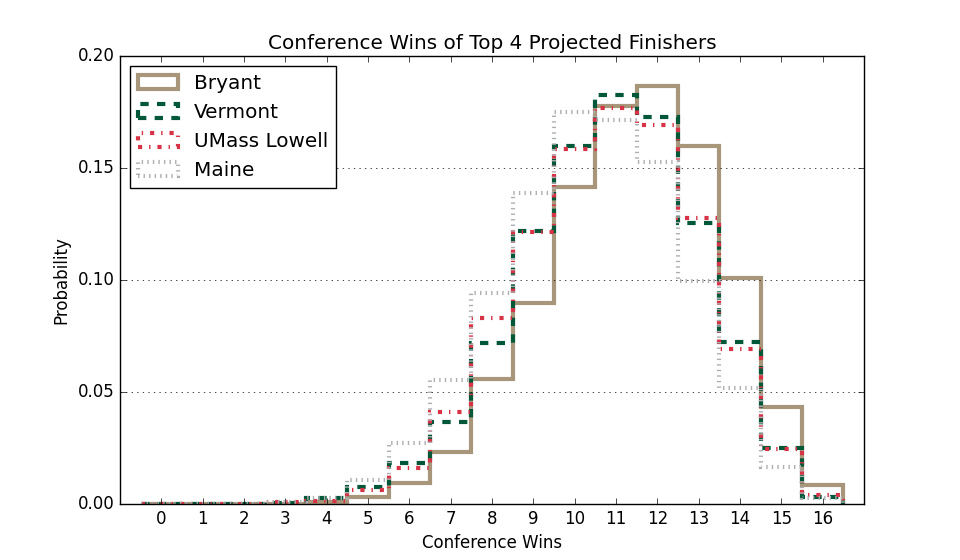 Conference Wins of Top 4 Projected Finishers
0.20
Bryant
Vermont
UMass Lowell
Maine
0.15
0.10
0.05
0.00
Probability
0 1 2 3 4 5 6 7 8 9 10 11 12 13 14 15 16
Conference Wins